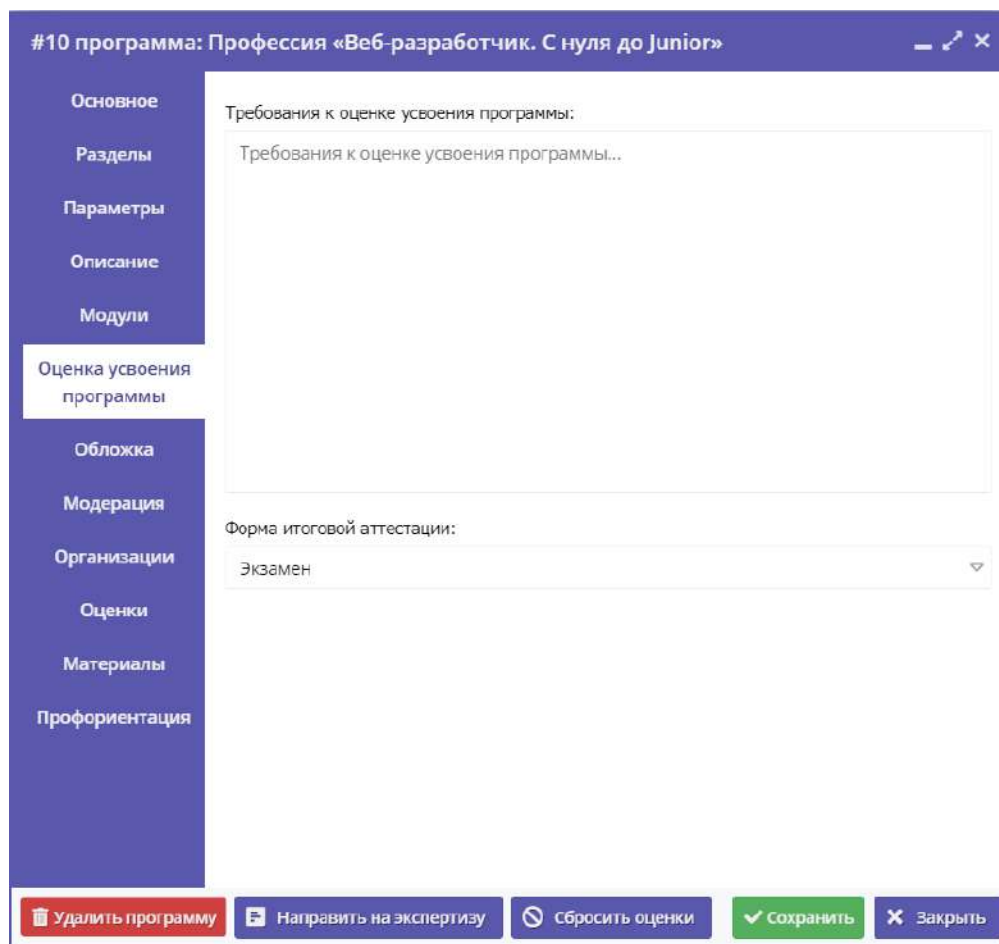 #10 программа: Профессия «Веб-разработчик. С нуля до Junior»
Основное
Разделы
Параметры
Описание
Модули
Оценка усвоения
программы
Обложка
Модерация
Организации
Оценки
Материалы
Профориентация
Требования к оценке усвоения программы:
Требования к оценке усвоения программы...
Форма итоговой аттестации:
Экзамен
Удалить программу
Направить на экспертизу
Сбросить оценки
Сохранить
Закрыть